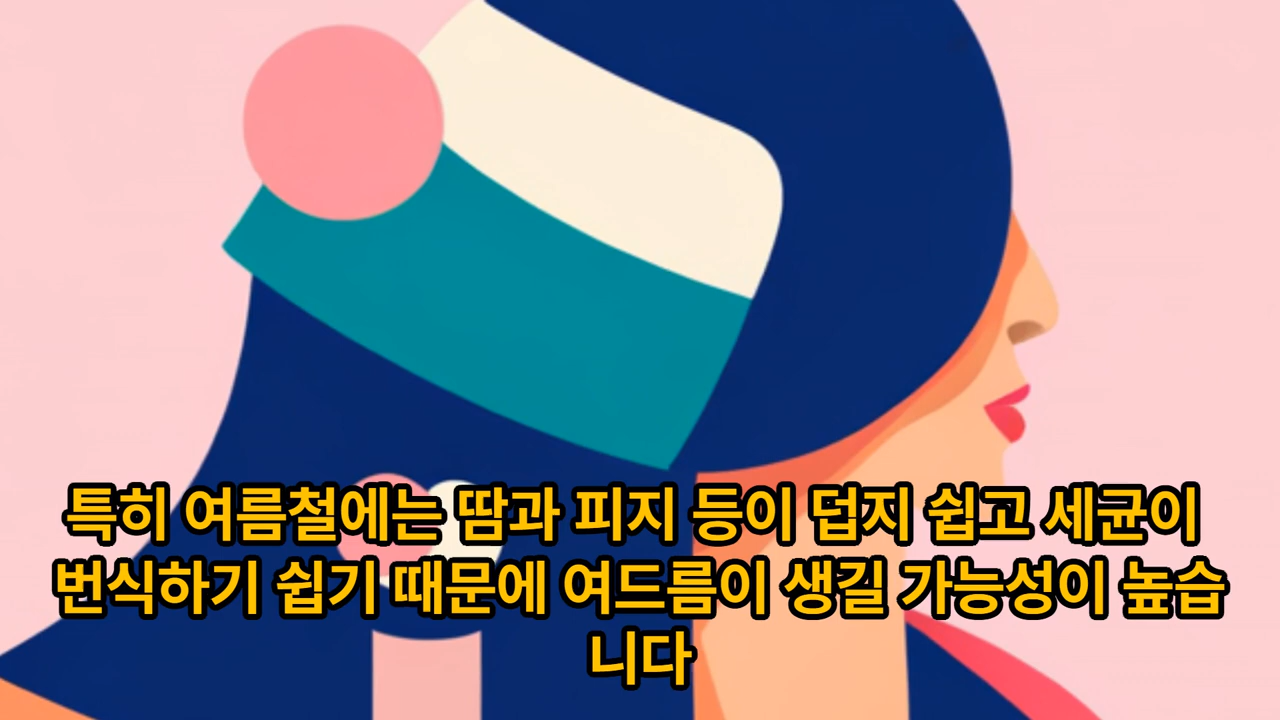 특히 여름철에는 땀과 피지 등이 덥지 쉽고 세균이
번식하기 쉽기 때문에 여드름이 생길 가능성이 높습
니다